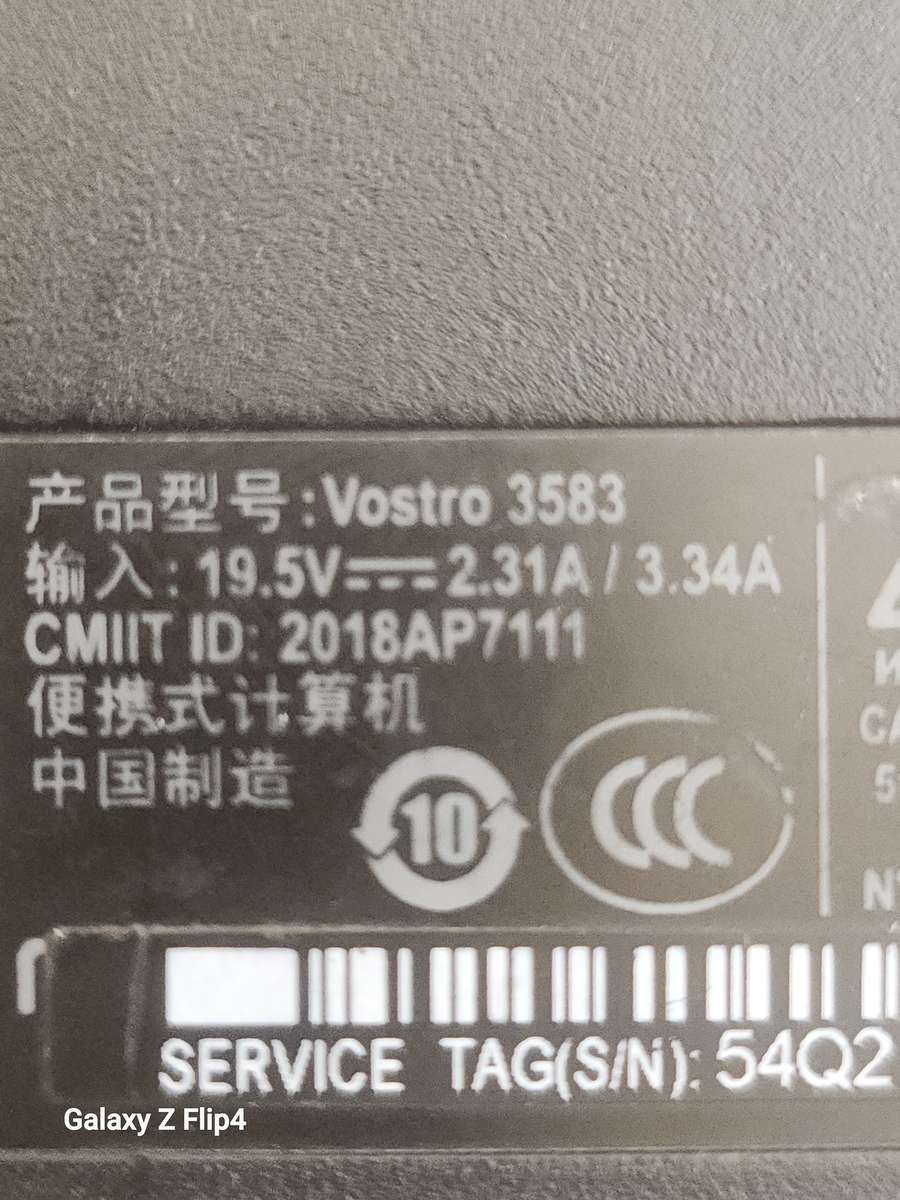 产品型号:Vostro 3583
输入: 19.5V⎓2.31A / 3.34A
CMIIT ID: 2018AP7111
便携式计算机
中国制造
10
CCC
SERVICE TAG(S/N): 54Q2
Galaxy Z Flip4